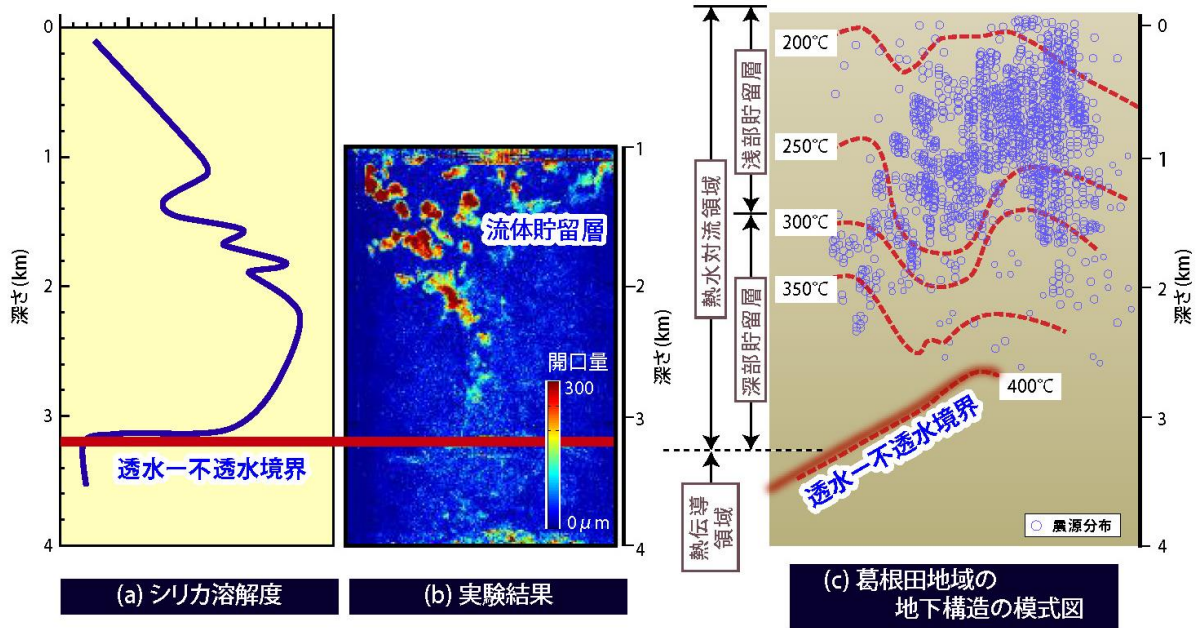 0
1
2
3
4
深さ(km)
透水ー不透水境界
(a) シリカ溶解度
1
2
3
4
深さ(km)
流体貯留層
開口量
300
0μm
(b) 実験結果
熱水対流領域
熱伝導
領域
浅部貯留層
深部貯留層
200℃
250℃
300℃
350℃
400℃
透水ー不透水境界
震源分布
0
1
2
3
4
深さ(km)
(c) 葛根田地域の
地下構造の模式図